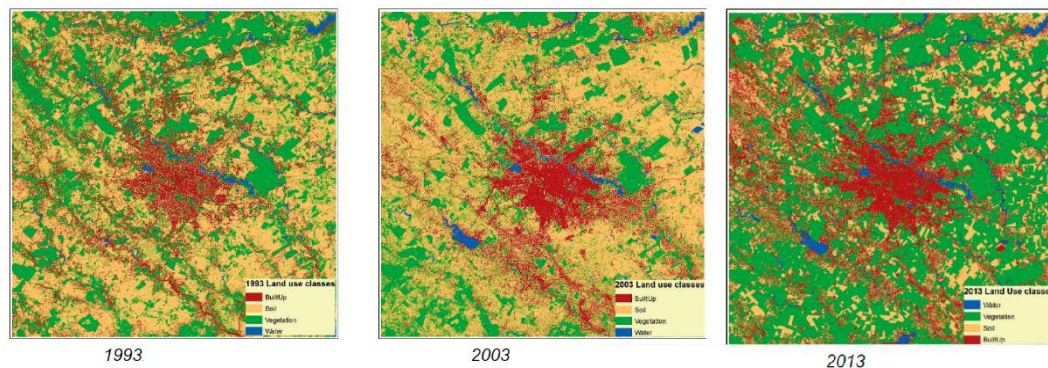 1993 Land use classes
BuiltUp
Soil
Vegetation
Water
2003 Land use classes
BuiltUp
Soil
Vegetation
Water
2013 Land Use classes
Water
Vegetation
Soil
BuiltUp
1993
2003
2013